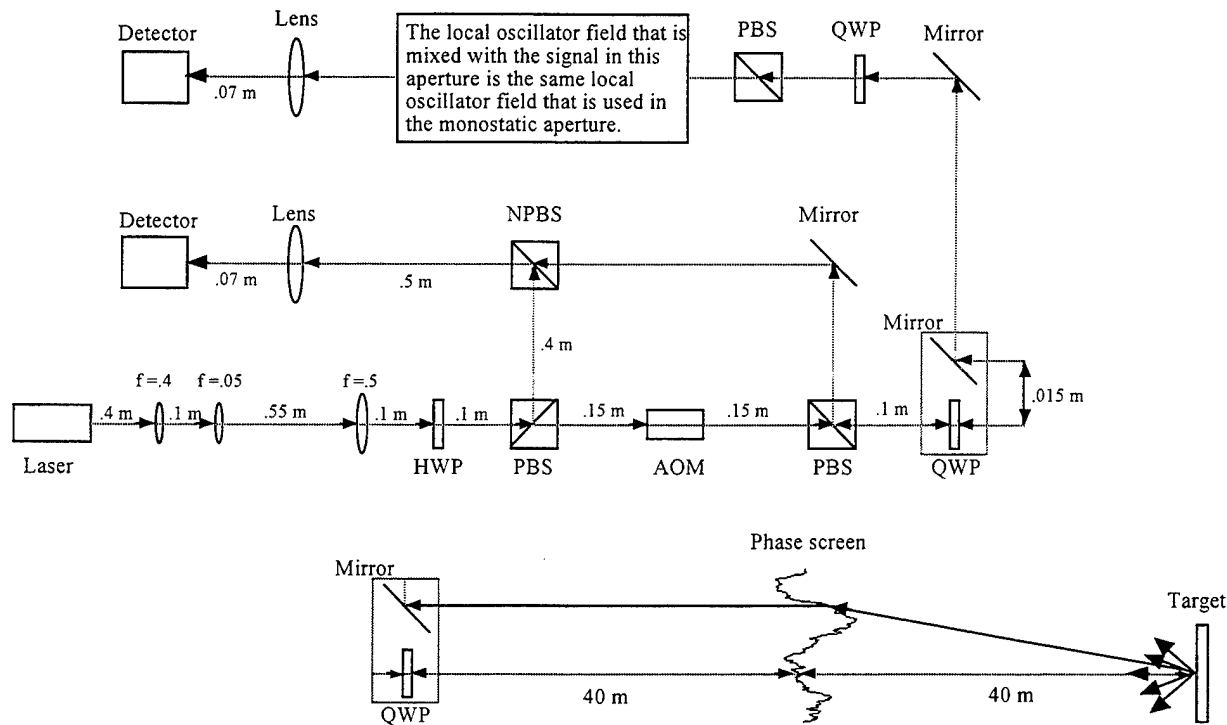 Detector
Lens
The local oscillator field that is
mixed with the signal in this
aperture is the same local
oscillator field that is used in
the monostatic aperture.
PBS
QWP
Mirror
.07 m
Detector
Lens
NPBS
Mirror
.07 m
.5 m
Mirror
.4 m
.015 m
f =.4
f =.05
f =.5
.4 m
.1 m
.55 m
.1 m
.1 m
.15 m
.15 m
.1 m
Laser
HWP
PBS
AOM
PBS
QWP
Phase screen
Mirror
Target
40 m
40 m
QWP